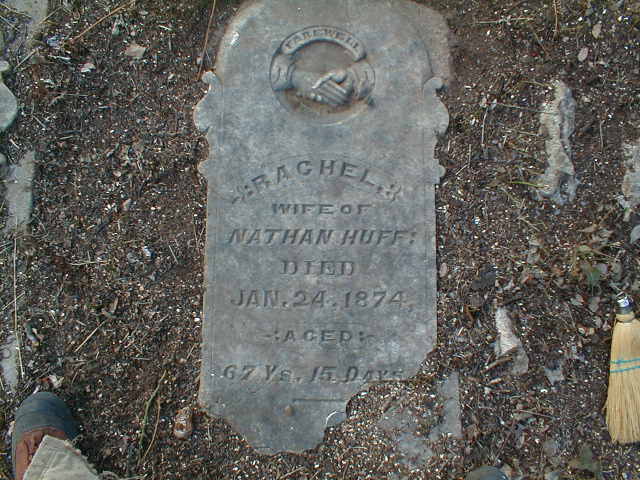 FAREWELL
RACHEL
WIFE OF
NATHAN HUFF:
DIED
JAN. 24. 1874,
AGED
67 Ys. 15 DAYS